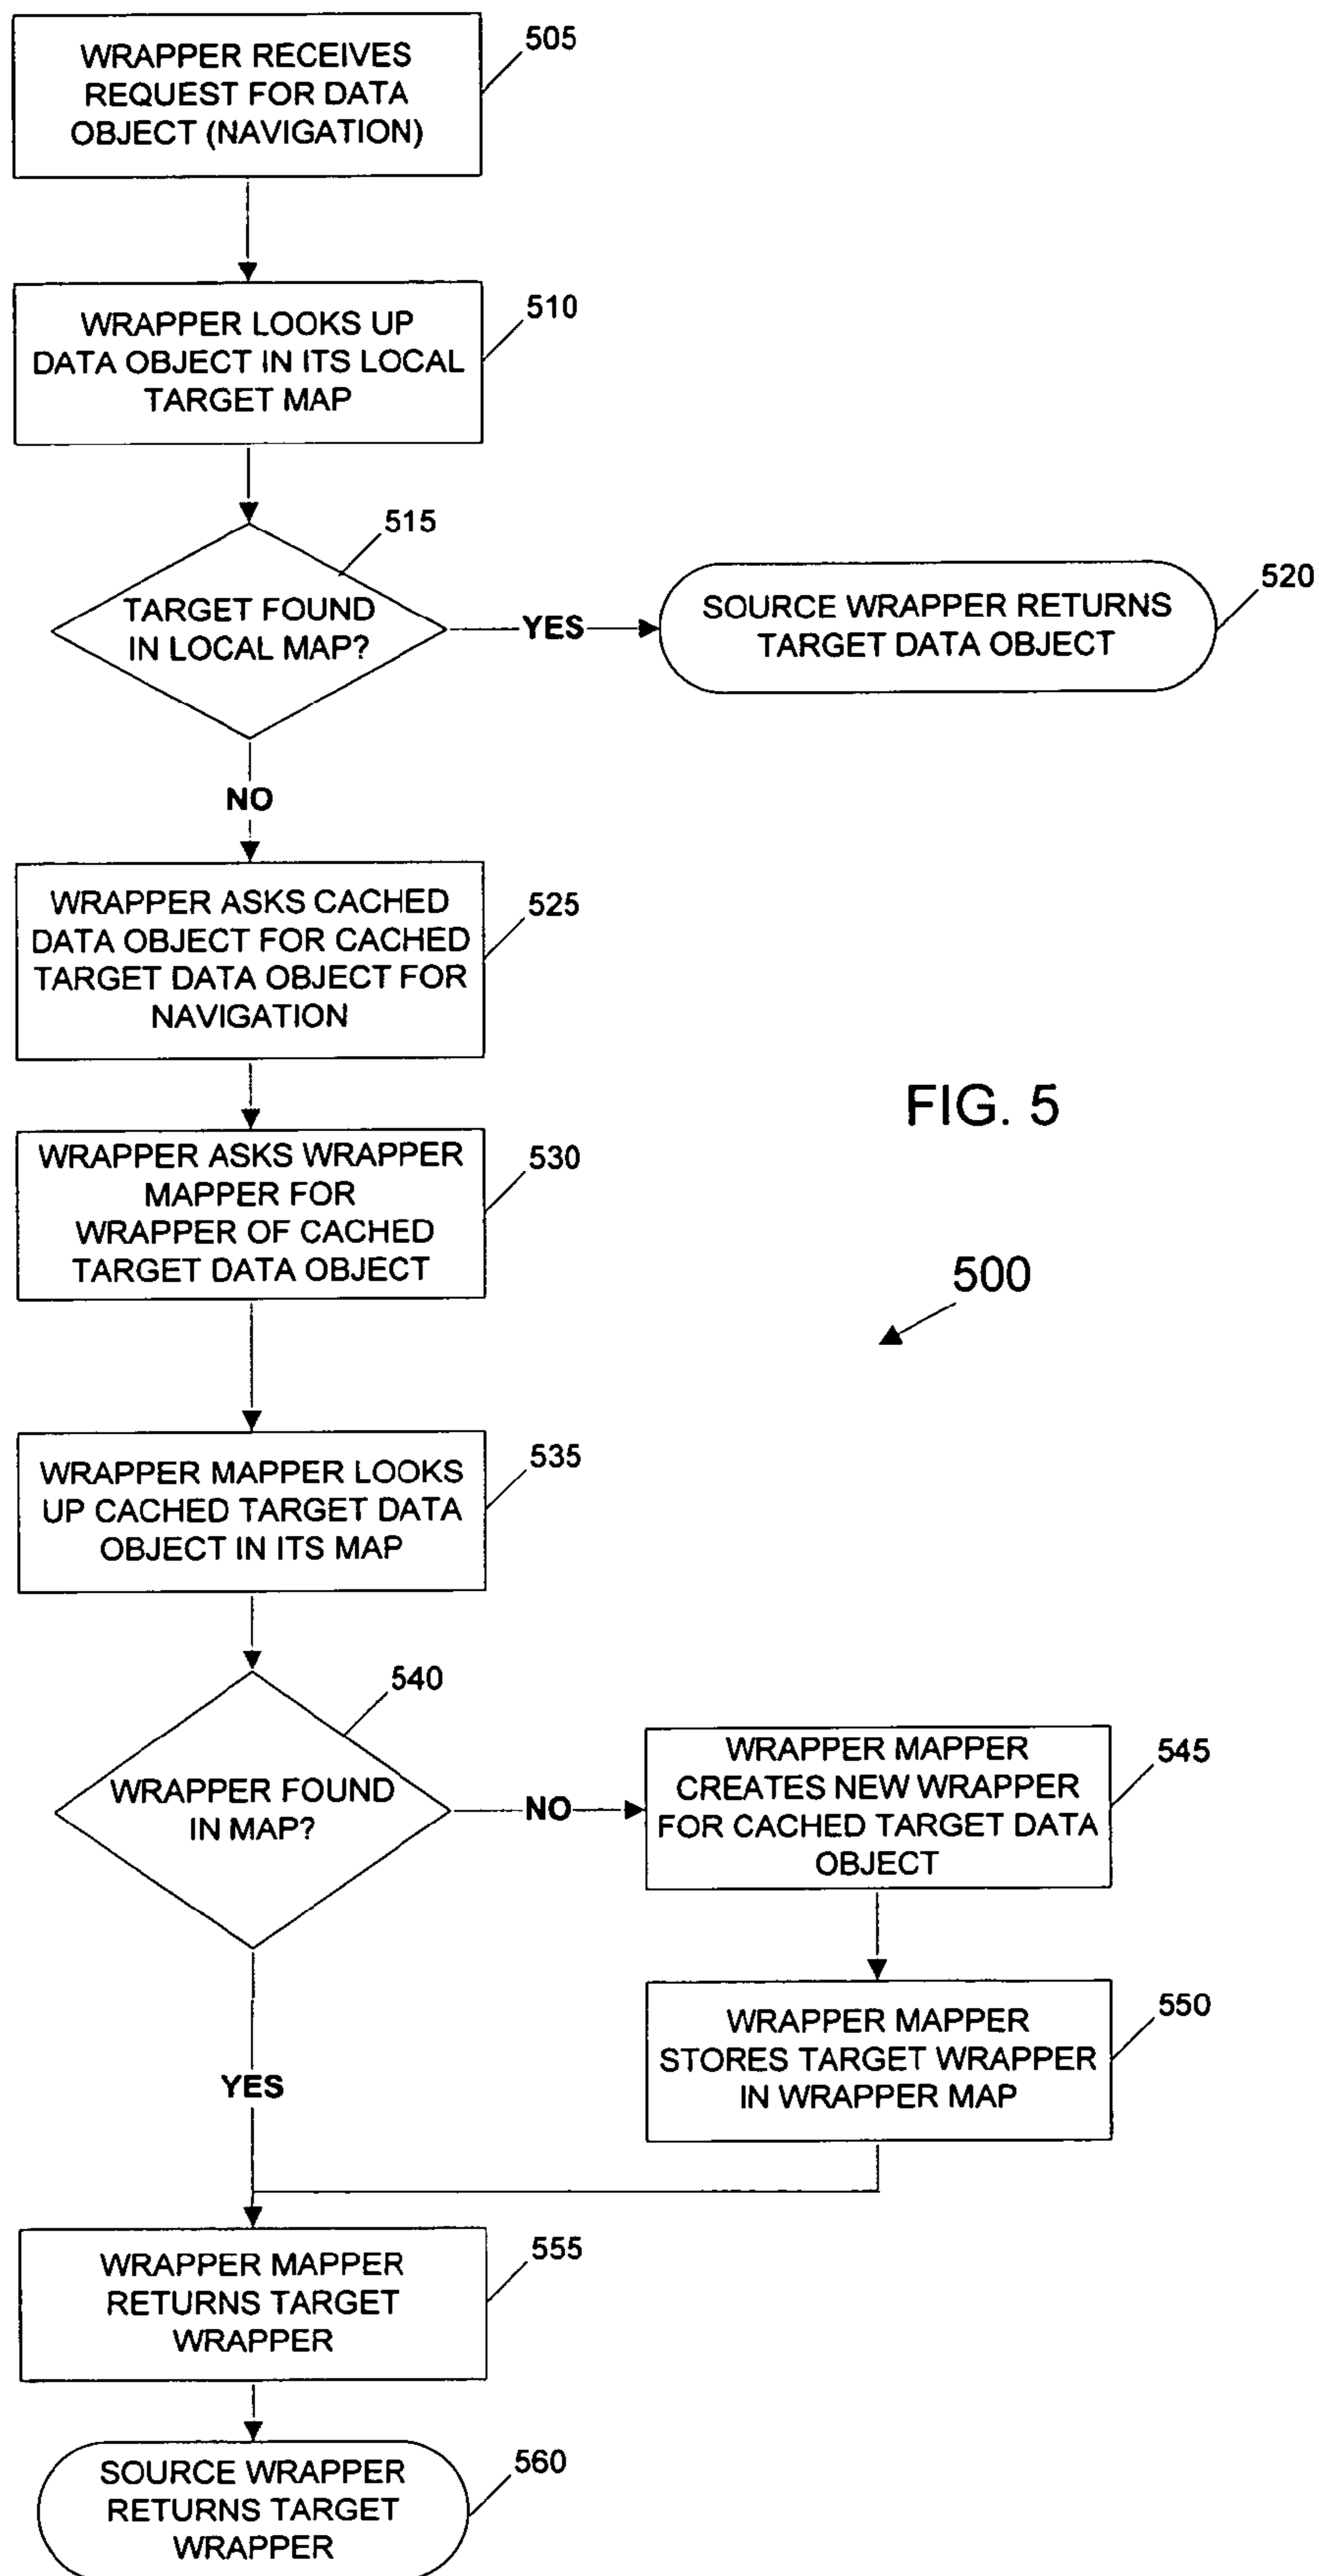 WRAPPER RECEIVES
REQUEST FOR DATA
OBJECT (NAVIGATION)
505
WRAPPER LOOKS UP
DATA OBJECT IN ITS LOCAL
TARGET MAP
510
515
TARGET FOUND
IN LOCAL MAP?
YES
SOURCE WRAPPER RETURNS
TARGET DATA OBJECT
520
NO
WRAPPER ASKS CACHED
DATA OBJECT FOR CACHED
TARGET DATA OBJECT FOR
NAVIGATION
525
FIG. 5
WRAPPER ASKS WRAPPER
MAPPER FOR
WRAPPER OF CACHED
TARGET DATA OBJECT
530
500
WRAPPER MAPPER LOOKS
UP CACHED TARGET DATA
OBJECT IN ITS MAP
535
540
WRAPPER FOUND
IN MAP?
NO
WRAPPER MAPPER
CREATES NEW WRAPPER
FOR CACHED TARGET DATA
OBJECT
545
WRAPPER MAPPER
STORES TARGET WRAPPER
IN WRAPPER MAP
550
YES
WRAPPER MAPPER
RETURNS TARGET
WRAPPER
555
SOURCE WRAPPER
RETURNS TARGET
WRAPPER
560